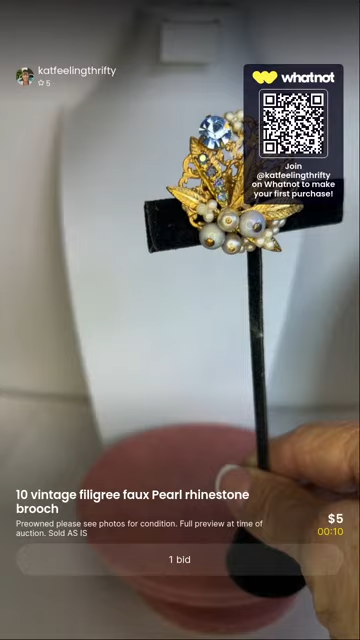 katfeelingthrifty
☆5
whatnot
Join
@katfeelingthrifty
on Whatnot to make
your first purchase!
10 vintage filigree faux Pearl rhinestone
brooch
$5
Preowned please see photos for condition. Full preview at time of
auction. Sold AS IS
00:10
1 bid